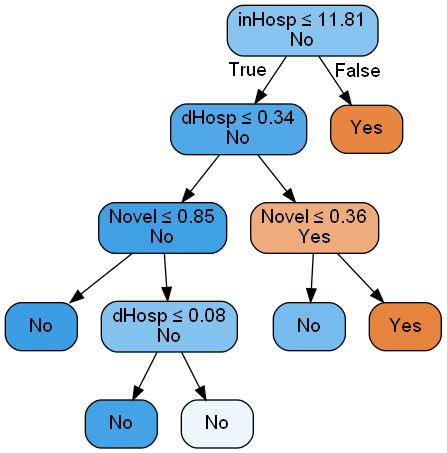 inHosp ≤ 11.81
No
True
False
dHosp ≤ 0.34
No
Yes
Novel ≤ 0.85
No
Novel ≤ 0.36
Yes
No
dHosp ≤ 0.08
No
No
Yes
No
No